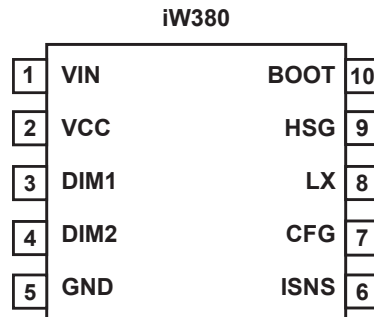 iW380
1 VIN BOOT 10
2 VCC HSG 9
3 DIM1 LX 8
4 DIM2 CFG 7
5 GND ISNS 6